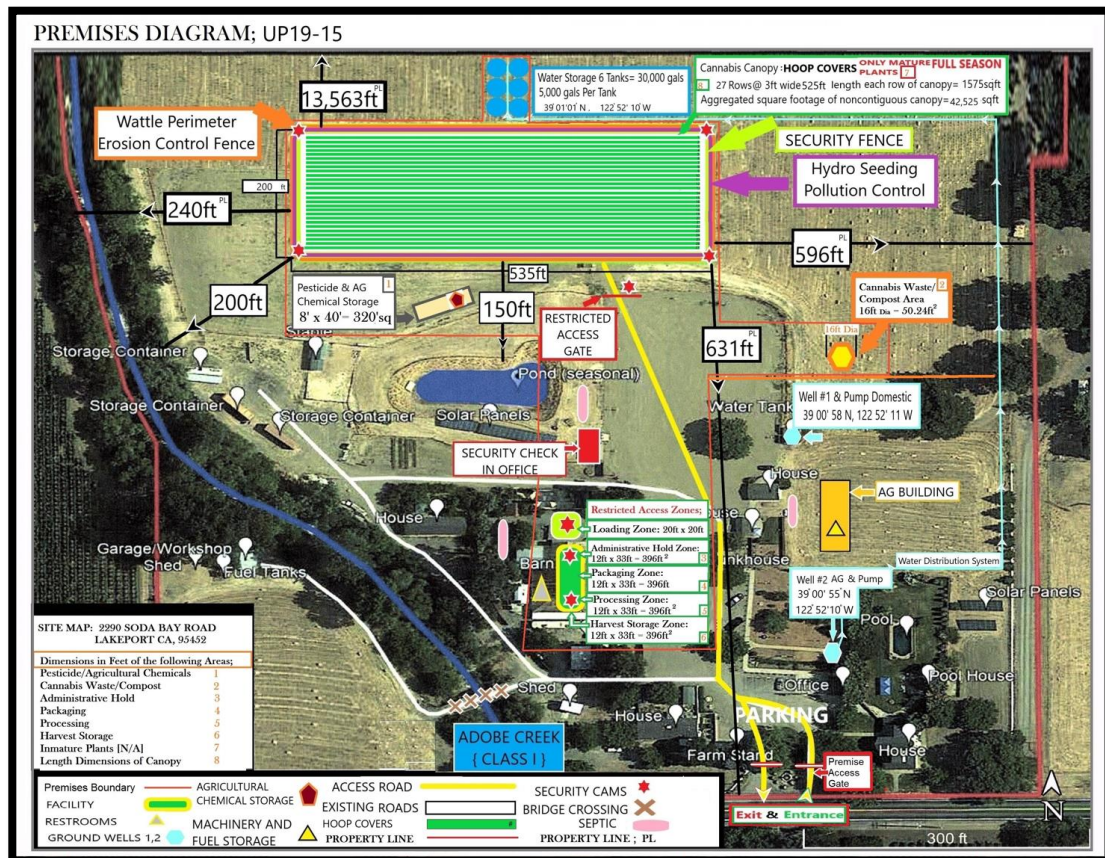 PREMISES DIAGRAM; UP19-15
13,563ft PL
Water Storage 6 Tanks= 30,000 gals
5,000 gals Per Tank
39 01'01" N . 122 52' 10"W
Cannabis Canopy : HOOP COVERS ONLY MATURE PLANTS 7 FULL SEASON
8 27 Rows@ 3ft wide 525ft length each row of canopy= 1575sqft
Aggregated square footage of noncontiguous canopy= 42,525 sqft
Wattle Perimeter
Erosion Control Fence
SECURITY FENCE
Hydro Seeding
Pollution Control
200 ft
240ft PL
596ft PL
535ft
200ft
150ft
631ft PL
Pesticide & AG 1
Chemical Storage
8' x 40'= 320'sq
RESTRICTED
ACCESS
GATE
Cannabis Waste/ 2
Compost Area
16ft Dia = 50.24ft²
16ft Dia
Storage Container
Stable
Storage Container
Storage Container
Pond (seasonal)
Solar Panels
Water Tank
Well #1 & Pump Domestic
39 00' 58 N, 122 52' 11 W
SECURITY CHECK
IN OFFICE
House
AG BUILDING
House
Restricted Access Zones;
Loading Zone: 20ft x 20ft
Administrative Hold Zone:
12ft x 33ft = 396ft² 3
Packaging Zone:
12ft x 33ft = 396ft 4
Processing Zone:
12ft x 33ft = 396ft² 5
Harvest Storage Zone:
12ft x 33ft = 396ft² 6
Barn
Garage/Workshop
Shed
Fuel Tanks
Water Distribution System
Well #2 AG & Pump
39 00' 55 N
122 52'10" W
Solar Panels
Pool
Pool House
Office
Shed
House
PARKING
Farm Stand
House
Premise
Access
Gate
ADOBE CREEK
{ CLASS I }
SITE MAP: 2290 SODA BAY ROAD
LAKEPORT CA, 95452
Dimensions in Feet of the following Areas;
Pesticide/Agricultural Chemicals 1
Cannabis Waste/Compost 2
Administrative Hold 3
Packaging 4
Processing 5
Harvest Storage 6
Inmature Plants [N/A] 7
Length Dimensions of Canopy 8
Premises Boundary
FACILITY
RESTROOMS
GROUND WELLS 1,2
AGRICULTURAL
CHEMICAL STORAGE
MACHINERY AND
FUEL STORAGE
ACCESS ROAD
EXISTING ROADS
HOOP COVERS
PROPERTY LINE
SECURITY CAMS
BRIDGE CROSSING
SEPTIC
PROPERTY LINE ; PL
Exit & Entrance
300 ft
N